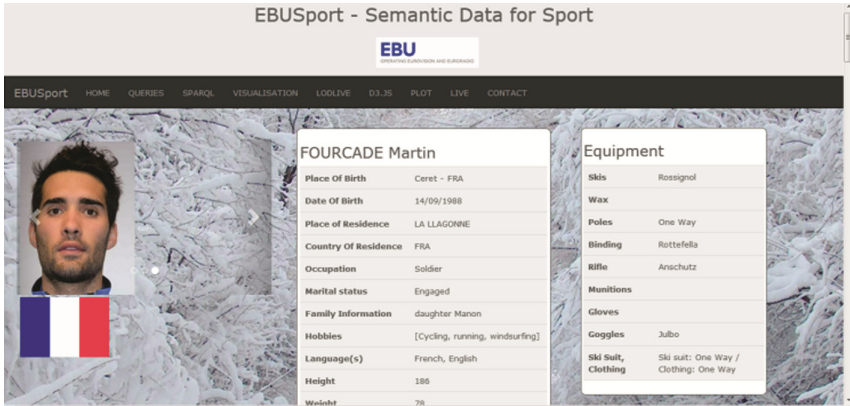 EBUSport - Semantic Data for Sport
EBU
OPERATING EUROVISION AND EURORADIO
EBUSport HOME QUERIES SPARQL VISUALISATION LODLIVE D3.JS PLOT LIVE CONTACT
FOURCADE Martin
Place Of Birth Ceret - FRA
Date Of Birth 14/09/1988
Place of Residence LA LLAGONNE
Country Of Residence FRA
Occupation Soldier
Marital status Engaged
Family Information daughter Manon
Hobbies [Cycling, running, windsurfing]
Language(s) French, English
Height 186
Weight 78
Equipment
Skis Rossignol
Wax
Poles One Way
Binding Rottefella
Rifle Anschutz
Munitions
Gloves
Goggles Julbo
Ski Suit, Ski suit: One Way /
Clothing Clothing: One Way